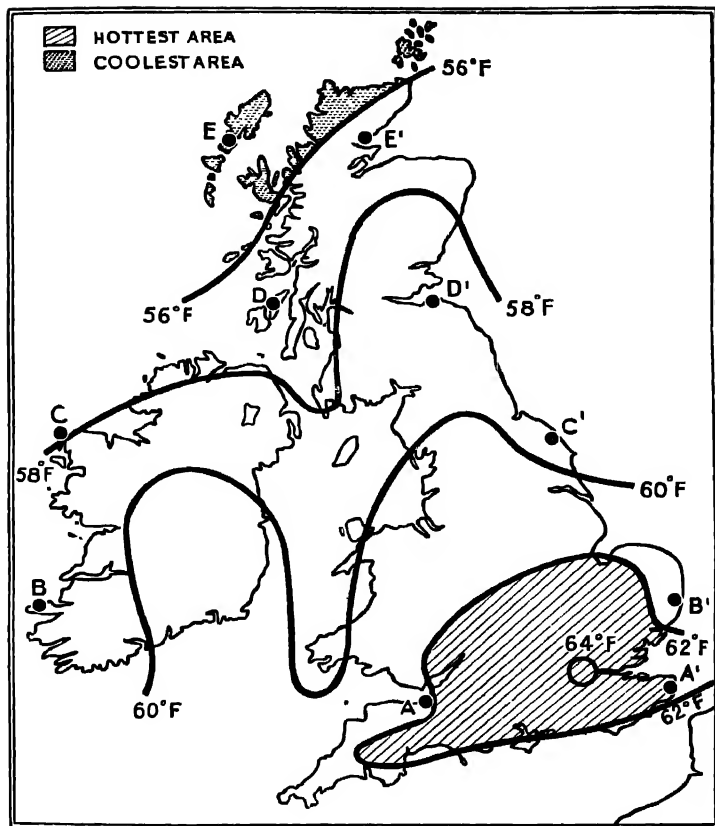 HOTTEST AREA
COOLEST AREA
56°F
E
E'
56°F
D
D'
58°F
C
C'
58°F
60°F
B
B'
64°F
62°F
A
A'
60°F
62°F